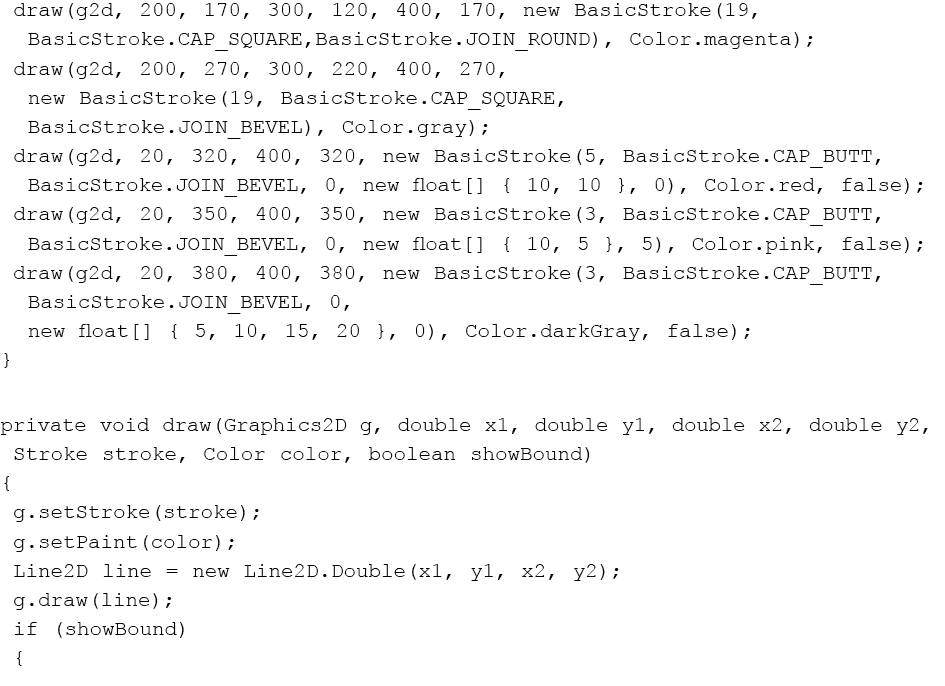 draw(g2d, 200, 170, 300, 120, 400, 170, new BasicStroke(19,
BasicStroke.CAP_SQUARE,BasicStroke.JOIN_ROUND), Color.magenta);
draw(g2d, 200, 270, 300, 220, 400, 270,
new BasicStroke(19, BasicStroke.CAP_SQUARE,
BasicStroke.JOIN_BEVEL), Color.gray);
draw(g2d, 20, 320, 400, 320, new BasicStroke(5, BasicStroke.CAP_BUTT,
BasicStroke.JOIN_BEVEL, 0, new float[] { 10, 10 }, 0), Color.red, false);
draw(g2d, 20, 350, 400, 350, new BasicStroke(3, BasicStroke.CAP_BUTT,
BasicStroke.JOIN_BEVEL, 0, new float[] { 10, 5 }, 5), Color.pink, false);
draw(g2d, 20, 380, 400, 380, new BasicStroke(3, BasicStroke.CAP_BUTT,
BasicStroke.JOIN_BEVEL, 0,
new float[] { 5, 10, 15, 20 }, 0), Color.darkGray, false);
}
private void draw(Graphics2D g, double x1, double y1, double x2, double y2,
Stroke stroke, Color color, boolean showBound)
{
g.setStroke(stroke);
g.setPaint(color);
Line2D line = new Line2D.Double(x1, y1, x2, y2);
g.draw(line);
if (showBound)
{